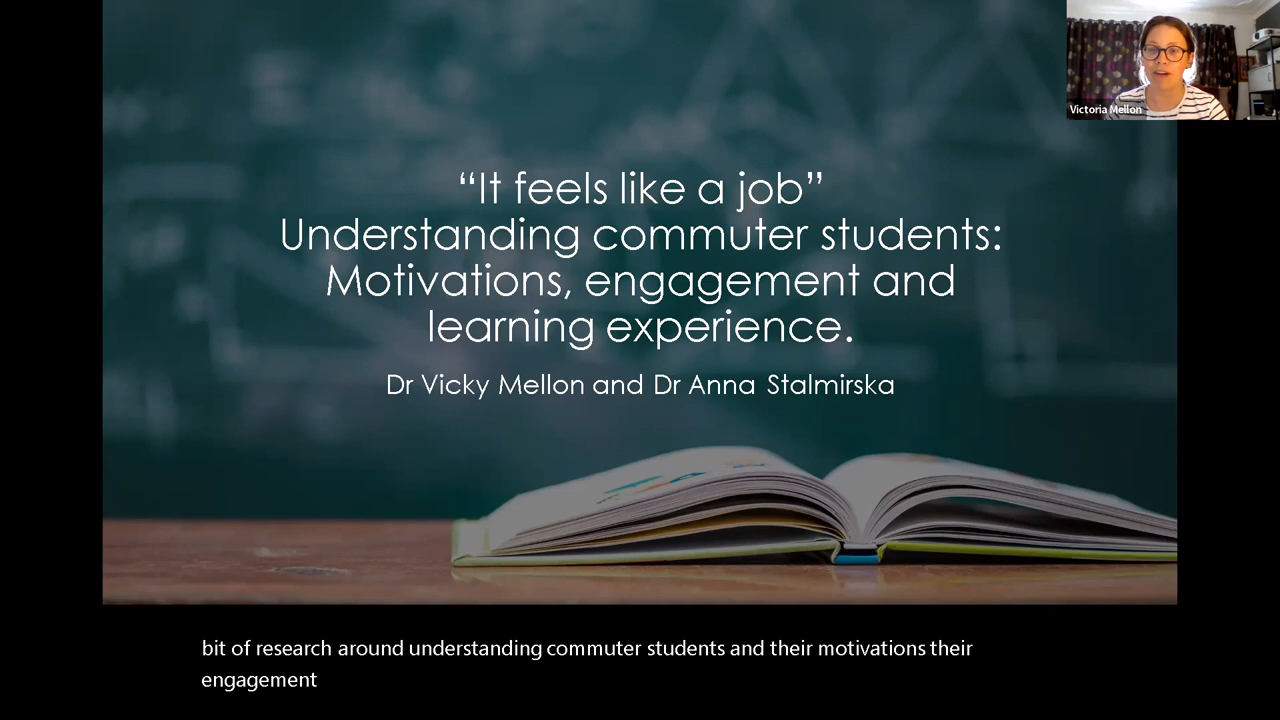 Victoria Mellon
“It feels like a job”
Understanding commuter students:
Motivations, engagement and
learning experience.
Dr Vicky Mellon and Dr Anna Stalmirska
bit of research around understanding commuter students and their motivations their
engagement